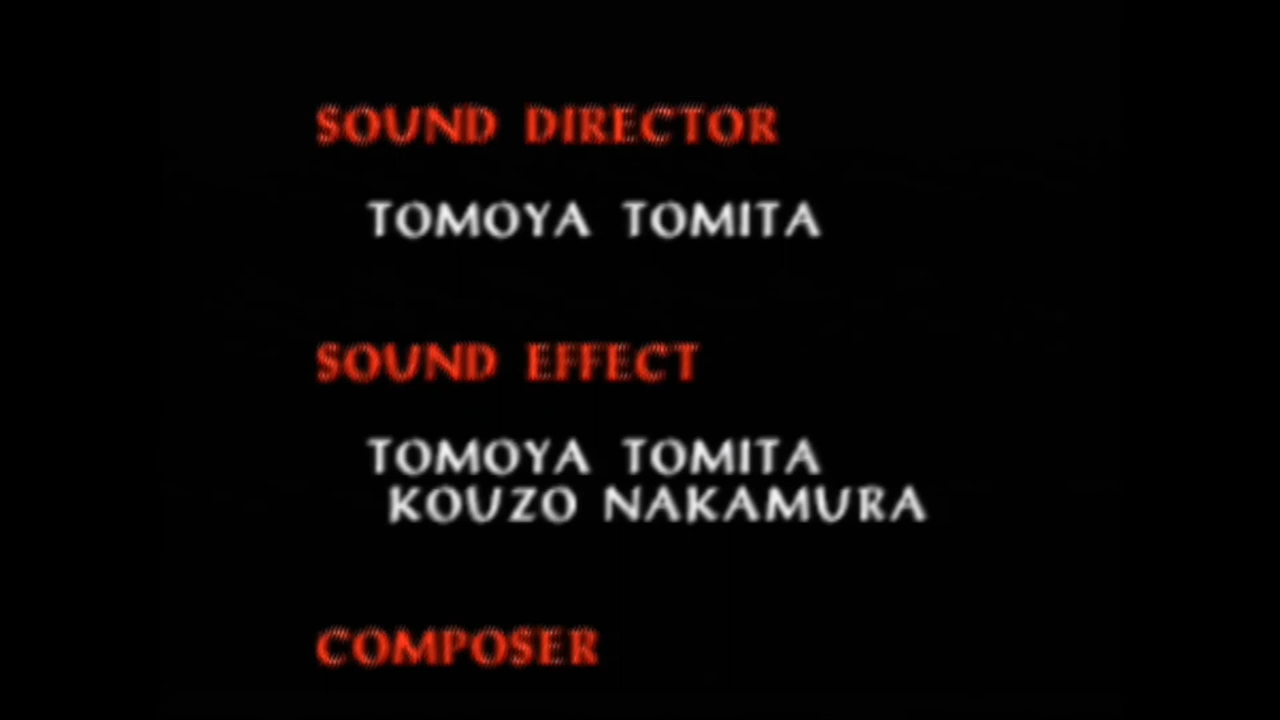 SOUND DIRECTOR
TOMOYA TOMITA
SOUND EFFECT
TOMOYA TOMITA
KOUZO NAKAMURA
COMPOSER